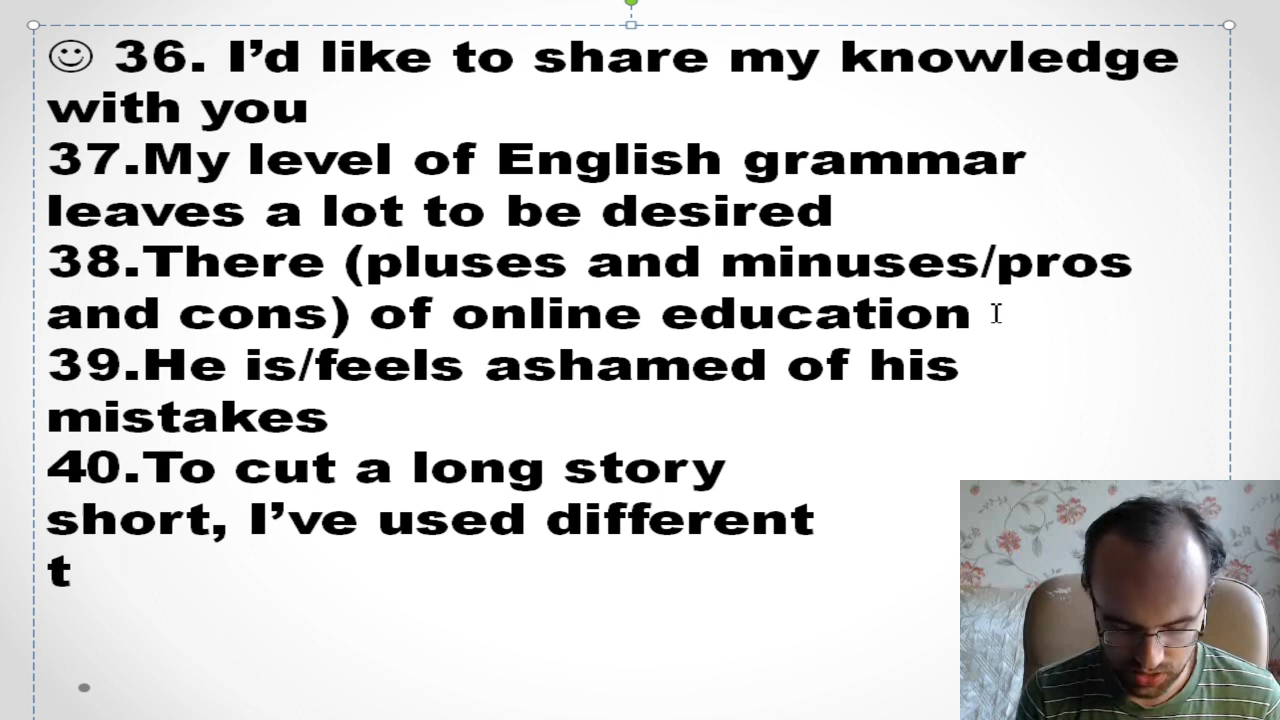 ☺ 36. I’d like to share my knowledge
with you
37.My level of English grammar
leaves a lot to be desired
38.There (pluses and minuses/pros
and cons) of online education
39.He is/feels ashamed of his
mistakes
40.To cut a long story
short, I’ve used different
t